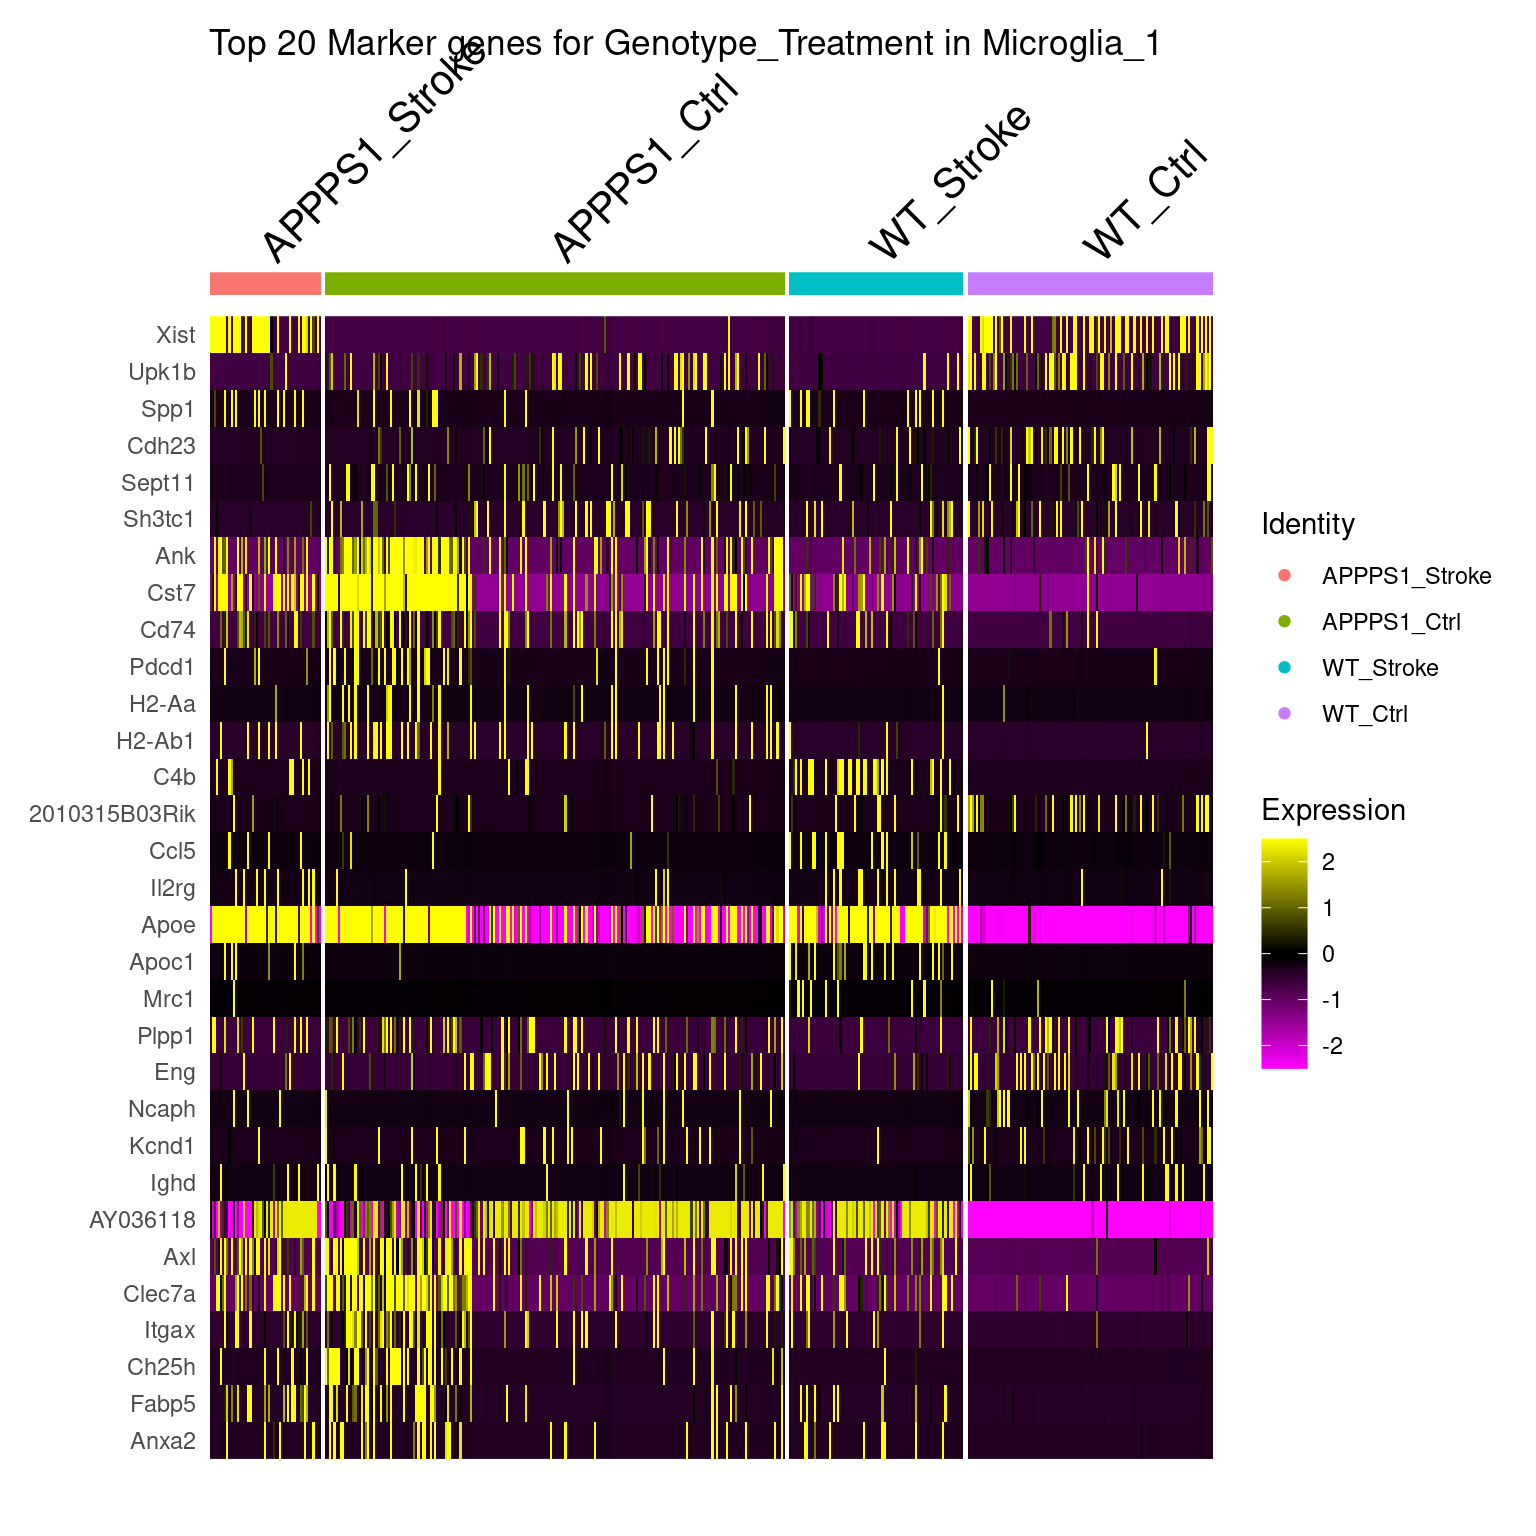 Top 20 Marker genes for Genotype_Treatment in Microglia_1
APPPS1_Stroke
APPPS1_Ctrl
WT_Stroke
WT_Ctrl
Xist
Upk1b
Spp1
Cdh23
Sept11
Sh3tc1
Ank
Cst7
Cd74
Pdcd1
H2-Aa
H2-Ab1
C4b
2010315B03Rik
Ccl5
Il2rg
Apoe
Apoc1
Mrc1
Plpp1
Eng
Ncaph
Kcnd1
Ighd
AY036118
Axl
Clec7a
Itgax
Ch25h
Fabp5
Anxa2
Identity
APPPS1_Stroke
APPPS1_Ctrl
WT_Stroke
WT_Ctrl
Expression
2
1
0
-1
-2